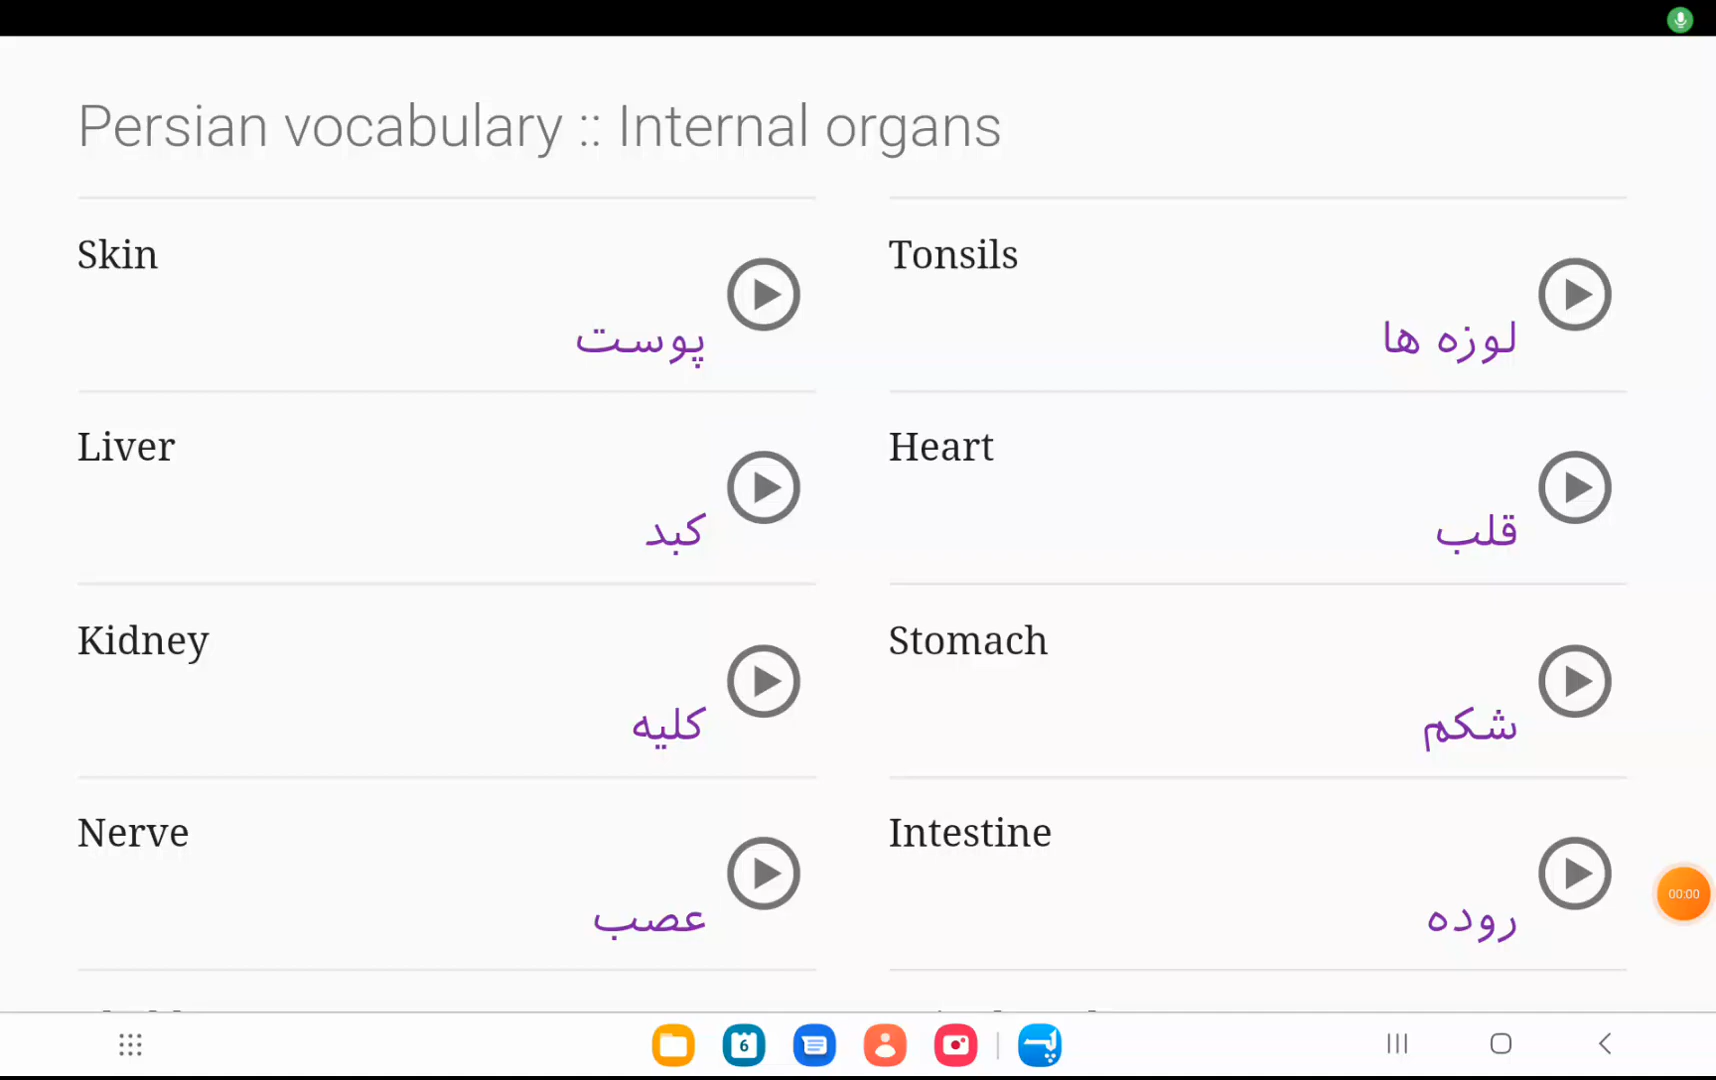 Persian vocabulary :: Internal organs
Skin
پوست
Tonsils
لوزه ها
Liver
کبد
Heart
قلب
Kidney
کلیه
Stomach
شکم
Nerve
عصب
Intestine
روده
00:00
6